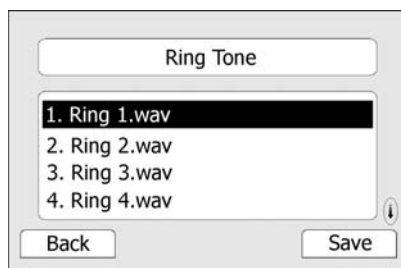 Ring Tone
1. Ring 1.wav
2. Ring 2.wav
3. Ring 3.wav
4. Ring 4.wav
Back Save